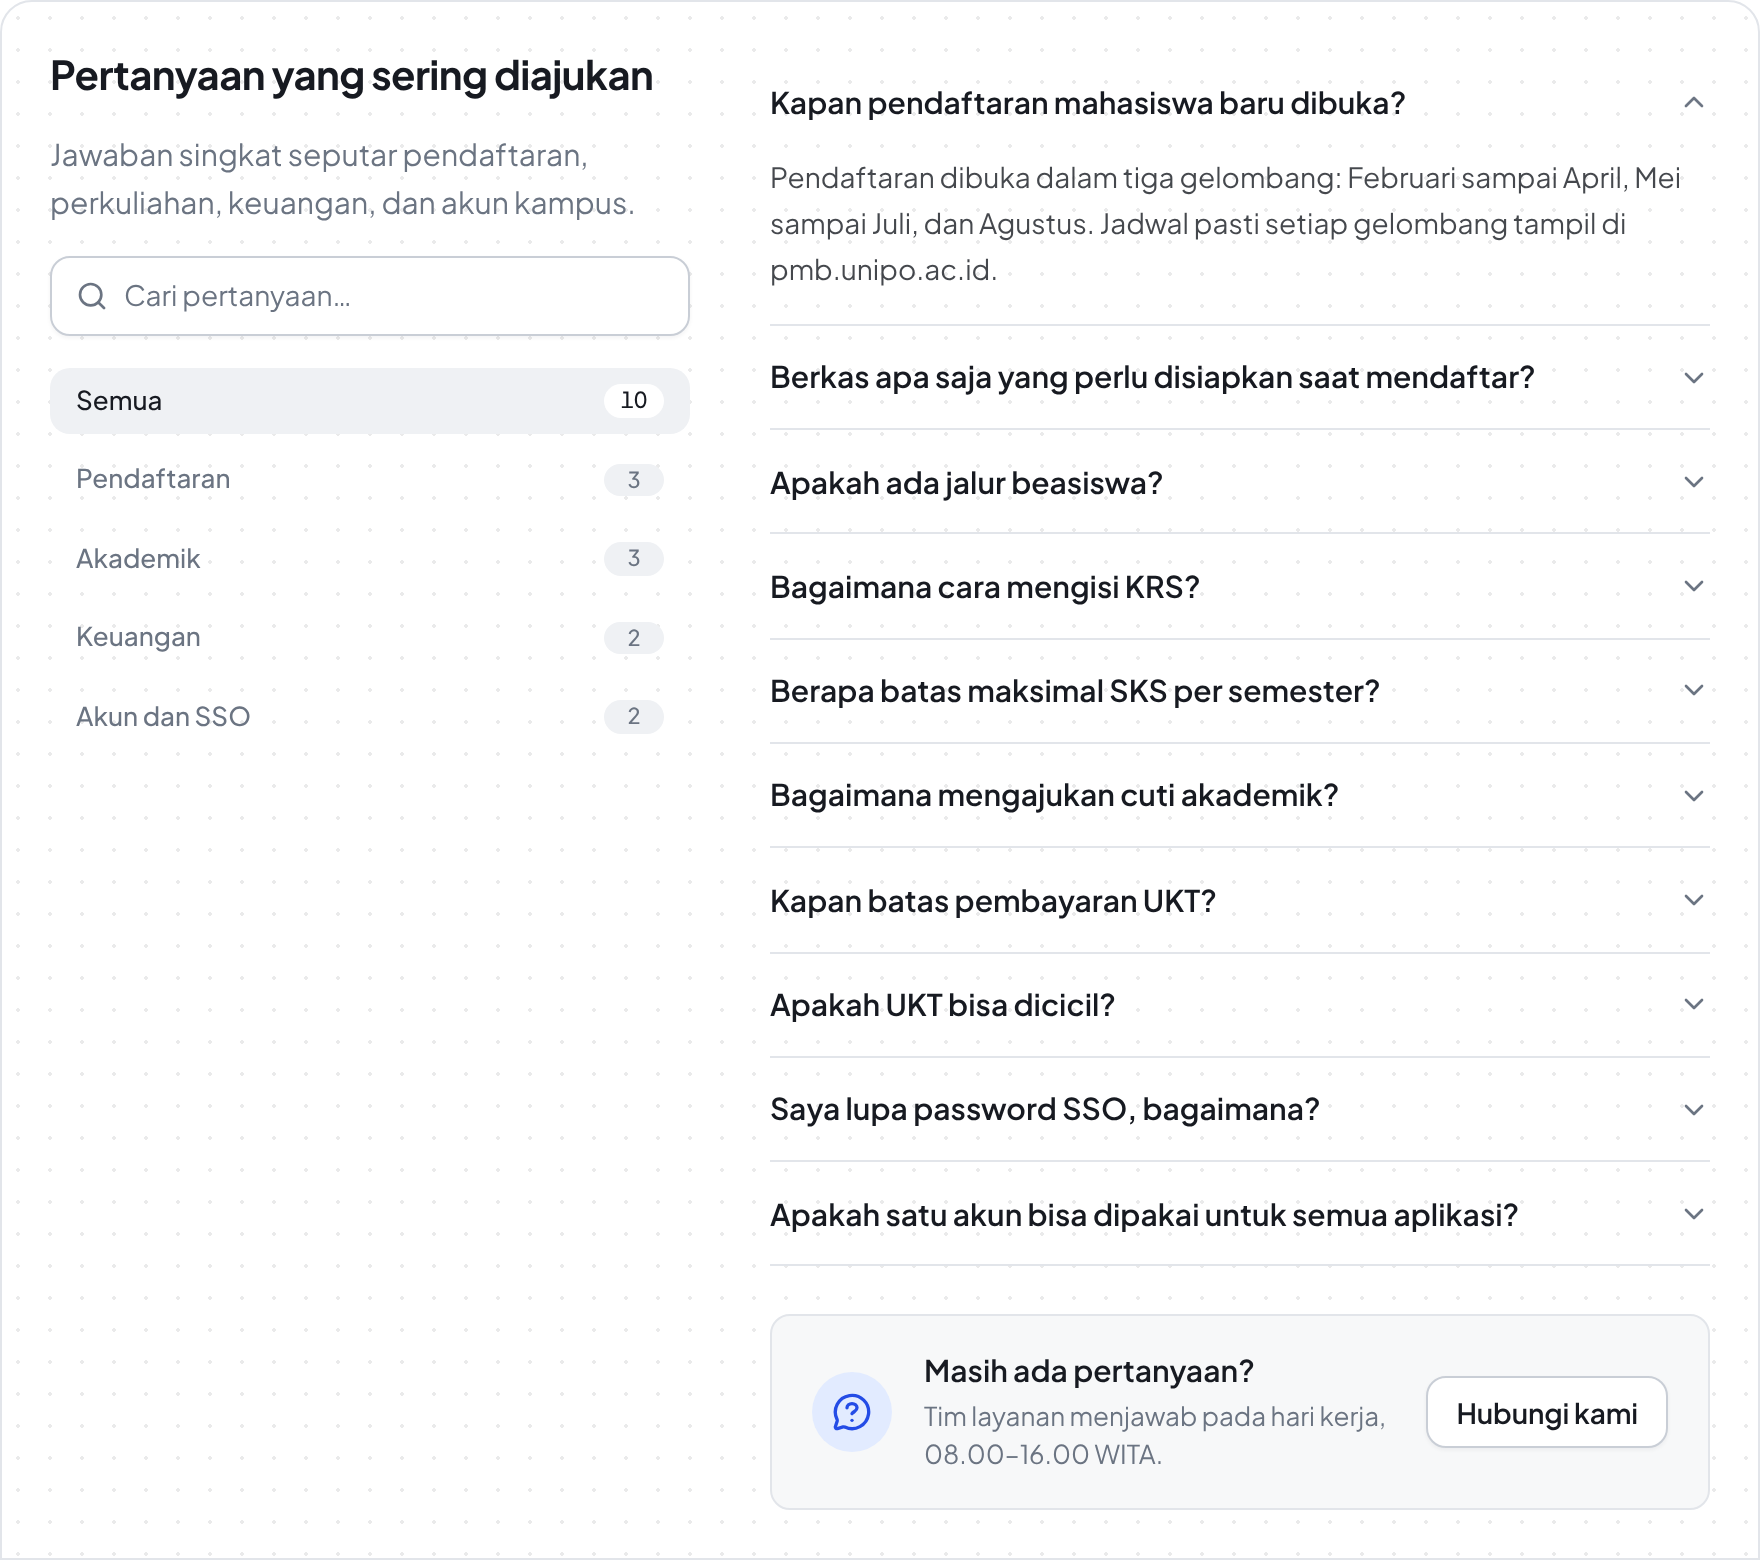 Pertanyaan yang sering diajukan
Jawaban singkat seputar pendaftaran,
perkuliahan, keuangan, dan akun kampus.
Cari pertanyaan...
Semua 10
Pendaftaran 3
Akademik 3
Keuangan 2
Akun dan SSO 2
Kapan pendaftaran mahasiswa baru dibuka?
Pendaftaran dibuka dalam tiga gelombang: Februari sampai April, Mei
sampai Juli, dan Agustus. Jadwal pasti setiap gelombang tampil di
pmb.unipo.ac.id.
Berkas apa saja yang perlu disiapkan saat mendaftar?
Apakah ada jalur beasiswa?
Bagaimana cara mengisi KRS?
Berapa batas maksimal SKS per semester?
Bagaimana mengajukan cuti akademik?
Kapan batas pembayaran UKT?
Apakah UKT bisa dicicil?
Saya lupa password SSO, bagaimana?
Apakah satu akun bisa dipakai untuk semua aplikasi?
Masih ada pertanyaan?
Tim layanan menjawab pada hari kerja,
08.00–16.00 WITA.
Hubungi kami